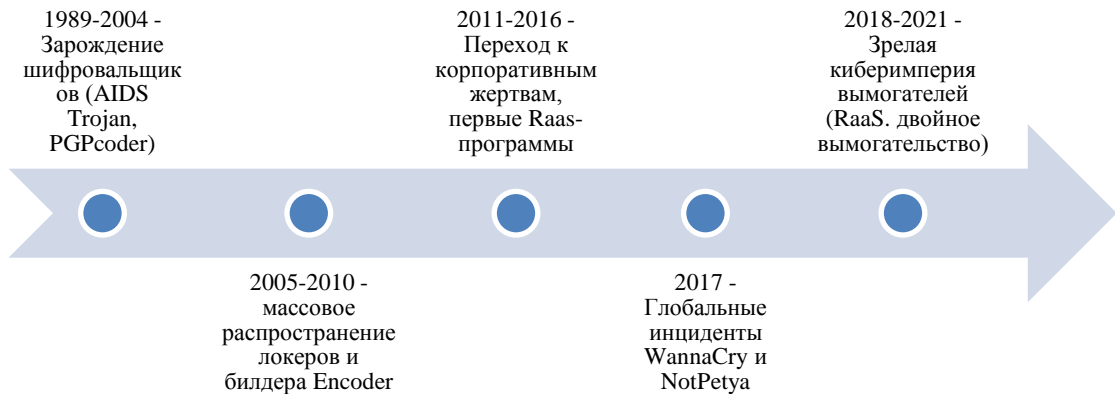 1989-2004 -
Зарождение
шифровальщик
ов (AIDS
Trojan,
PGPcoder)
2005-2010 -
массовое
распространение
локеров и
билдера Encoder
2011-2016 -
Переход к
корпоративным
жертвам,
первые Raas-
программы
2017 -
Глобальные
инциденты
WannaCry и
NotPetya
2018-2021 -
Зрелая
киберимперия
вымогателей
(RaaS. двойное
вымогательство)